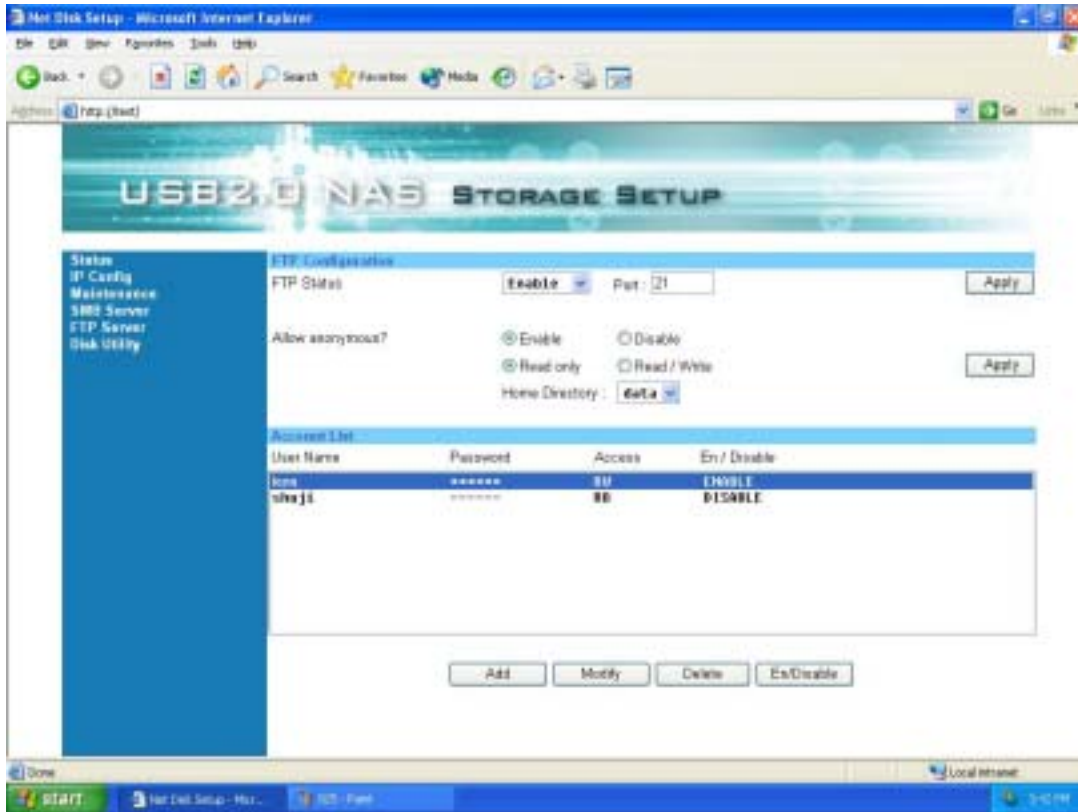 Net Disk Setup - Microsoft Internet Explorer
File Edit View Favorites Tools Help
Back Search Favorites Media
Address Go Links
USB2.0 NAS STORAGE SETUP
Status
IP Config
Maintenance
SMB Server
FTP Server
Disk Utility
FTP Configuration
FTP Status Enable Port : 21 Apply
Allow anonymous? Enable Disable
Read only Read / Write Apply
Home Directory : data
Account List
User Name Password Access En / Disable
****** ENABLE
shuji ****** DISABLE
Add Modify Delete En/Disable
Done Local intranet
start Net Disk Setup - Micr... - Paint